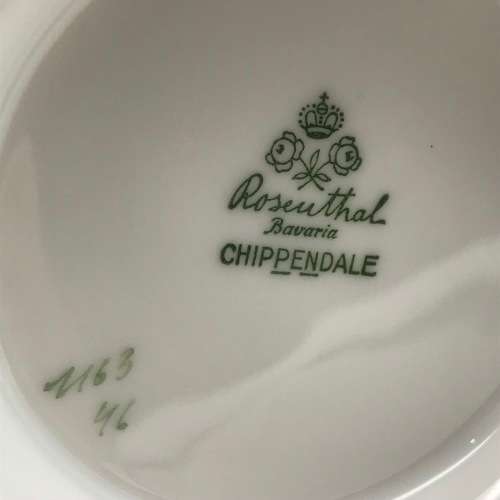 Rosenthal
Bavaria
CHIPPENDALE
1163
46